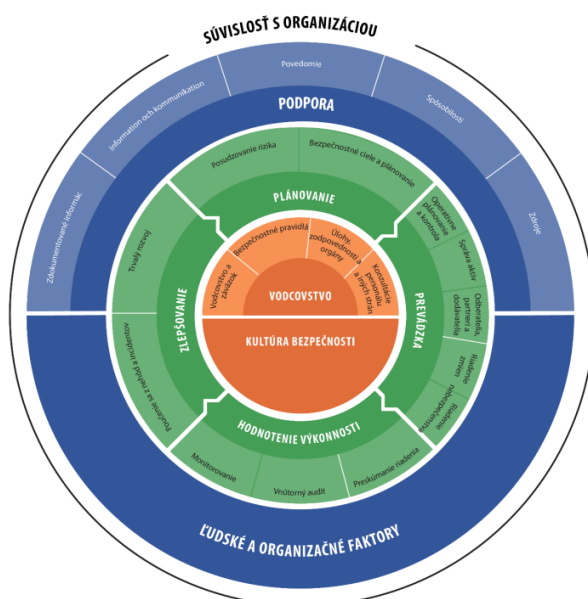 SÚVISLOSŤ S ORGANIZÁCIOU
Zdokumentované informác
Information och kommunikation
Povedomie
Spôsobilosti
Zdroje
PODPORA
Posudzovanie rizika
Bezpečnostné ciele a plánovanie
PLÁNOVANIE
Operatívne
plánovanie
a kontrola
Správa aktív
Odberatelia,
partneri a
dodávatelia
Riadenie
zmien
Riadenie
nebezpečenstva
PREVÁDZKA
Trvalý rozvoj
Poučenie sa z nehôd a incidentov
ZLEPŠOVANIE
Vodcovstvo a
záväzok
Bezpečnostné pravidlá
Úlohy,
zodpovednosti a
orgány
Konzultácie
personálu
a iných strán
VODCOVSTVO
KULTÚRA BEZPEČNOSTI
HODNOTENIE VÝKONNOSTI
Monitorovanie
Vnútorný audit
Preskúmanie riadenia
ĽUDSKÉ A ORGANIZAČNÉ FAKTORY